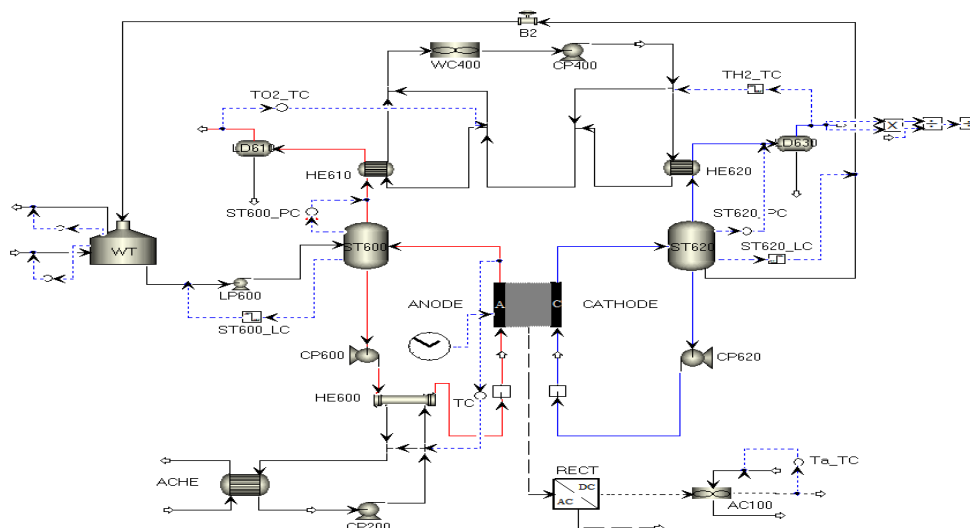 B2
WC400
CP400
TH2_TC
TO2_TC
X
÷
÷
LD610
D630
HE610
HE620
ST600_PC
ST620_PC
ST600
ST620
ST620_LC
WT
LP600
ANODE
A
C
CATHODE
ST600_LC
CP600
CP620
HE600
TC
RECT
Ta_TC
ACHE
DC
AC
AC100
CP200